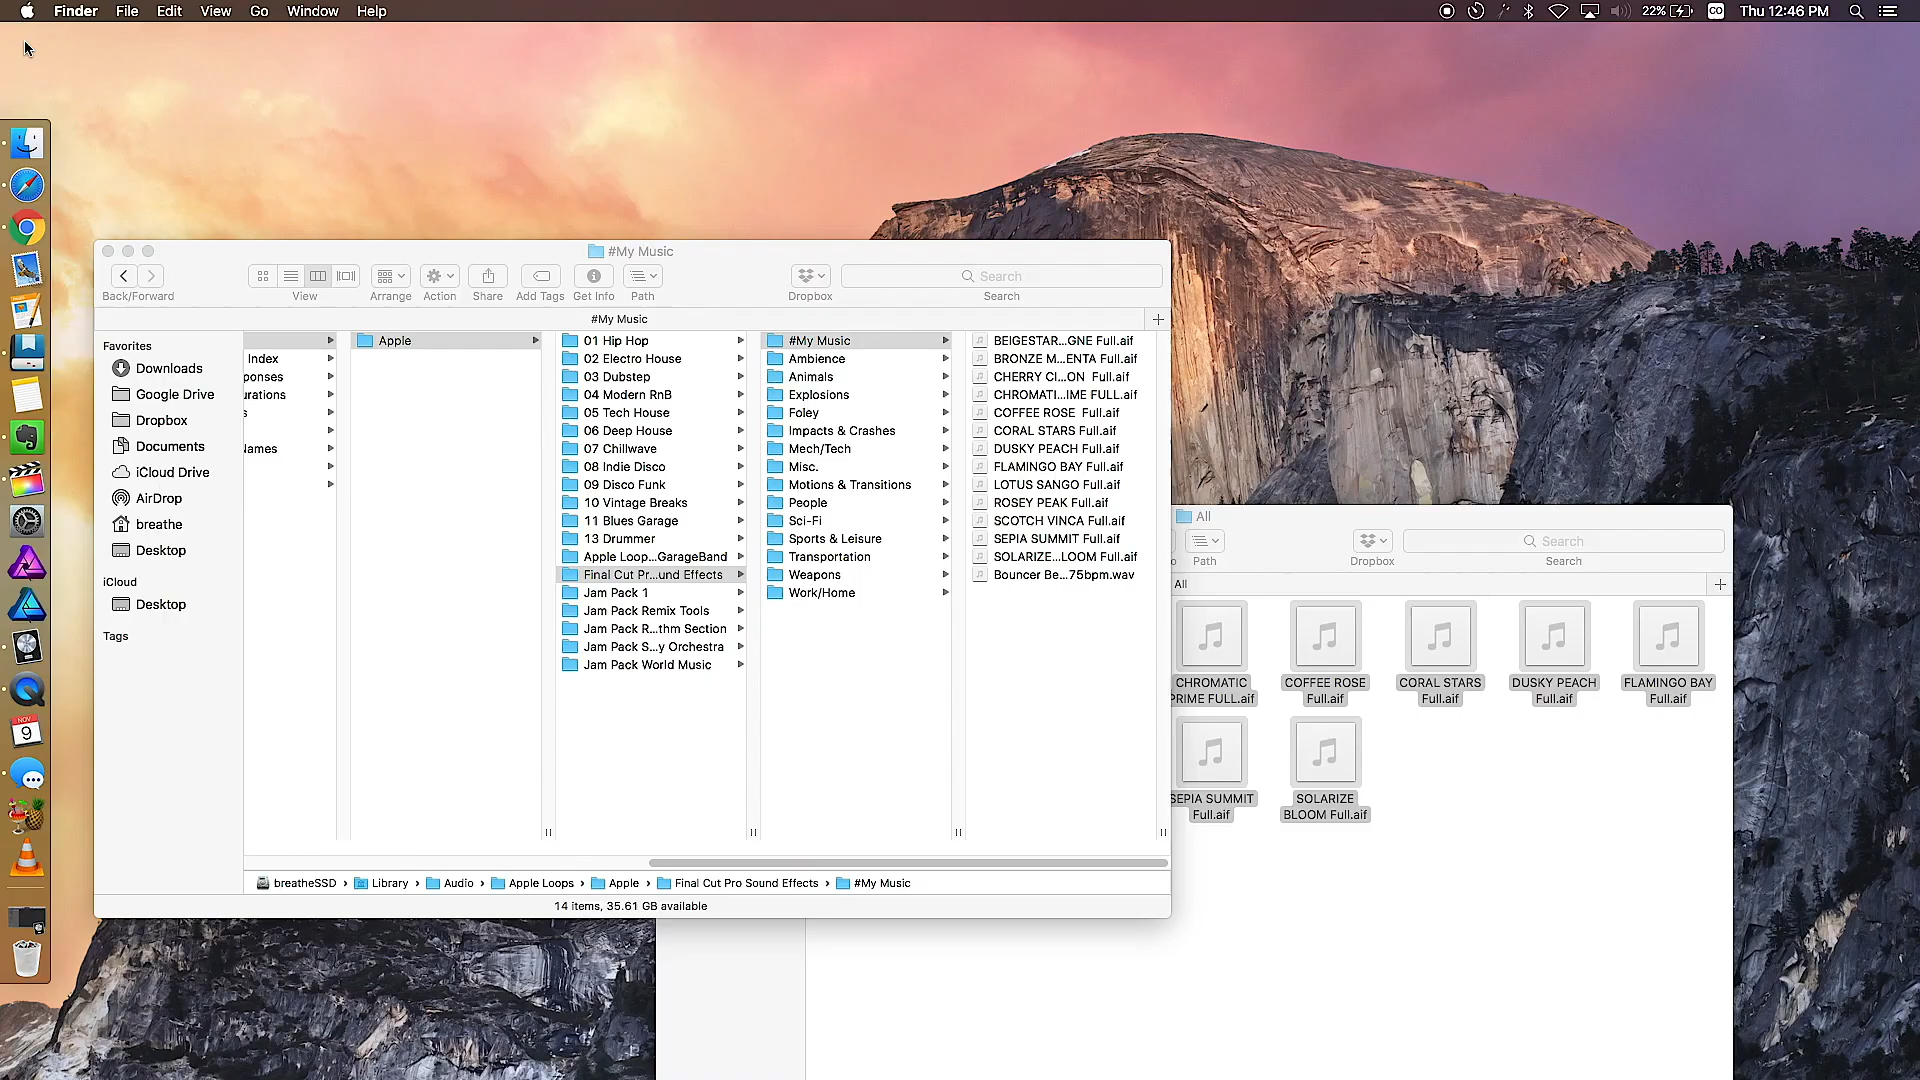 Finder File Edit View Go Window Help 22% CO Thu 12:46 PM
#My Music
Back/Forward View Arrange Action Share Add Tags Get Info Path Dropbox Search
Search
#My Music
Favorites
Downloads
Google Drive
Dropbox
Documents
iCloud Drive
AirDrop
breathe
Desktop
iCloud
Desktop
Tags
Index
ponses
urations
s
Names
Apple
01 Hip Hop
02 Electro House
03 Dubstep
04 Modern RnB
05 Tech House
06 Deep House
07 Chillwave
08 Indie Disco
09 Disco Funk
10 Vintage Breaks
11 Blues Garage
13 Drummer
Apple Loop...GarageBand
Final Cut Pr...und Effects
Jam Pack 1
Jam Pack Remix Tools
Jam Pack R...thm Section
Jam Pack S...y Orchestra
Jam Pack World Music
#My Music
Ambience
Animals
Explosions
Foley
Impacts & Crashes
Mech/Tech
Misc.
Motions & Transitions
People
Sci-Fi
Sports & Leisure
Transportation
Weapons
Work/Home
BEIGESTAR...GNE Full.aif
BRONZE M...ENTA Full.aif
CHERRY CI...ON Full.aif
CHROMATI...IME FULL.aif
COFFEE ROSE Full.aif
CORAL STARS Full.aif
DUSKY PEACH Full.aif
FLAMINGO BAY Full.aif
LOTUS SANGO Full.aif
ROSEY PEAK Full.aif
SCOTCH VINCA Full.aif
SEPIA SUMMIT Full.aif
SOLARIZE...LOOM Full.aif
Bouncer Be...75bpm.wav
breatheSSD › Library › Audio › Apple Loops › Apple › Final Cut Pro Sound Effects › #My Music
14 items, 35.61 GB available
All
Search
o Path Dropbox Search
All
CHROMATIC
PRIME FULL.aif
COFFEE ROSE
Full.aif
CORAL STARS
Full.aif
DUSKY PEACH
Full.aif
FLAMINGO BAY
Full.aif
SEPIA SUMMIT
Full.aif
SOLARIZE
BLOOM Full.aif
NOV
9